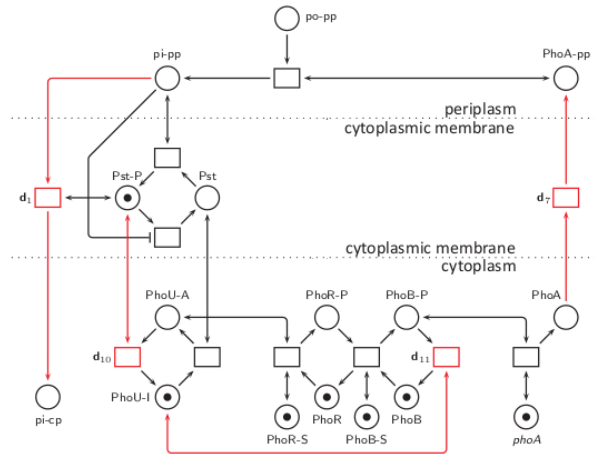 po-pp
pi-pp
PhoA-pp
periplasm
cytoplasmic membrane
Pst-P
Pst
d1
d7
cytoplasmic membrane
cytoplasm
PhoU-A
PhoR-P
PhoB-P
PhoA
d10
d11
PhoU-I
pi-cp
PhoR-S
PhoR
PhoB-S
PhoB
phoA